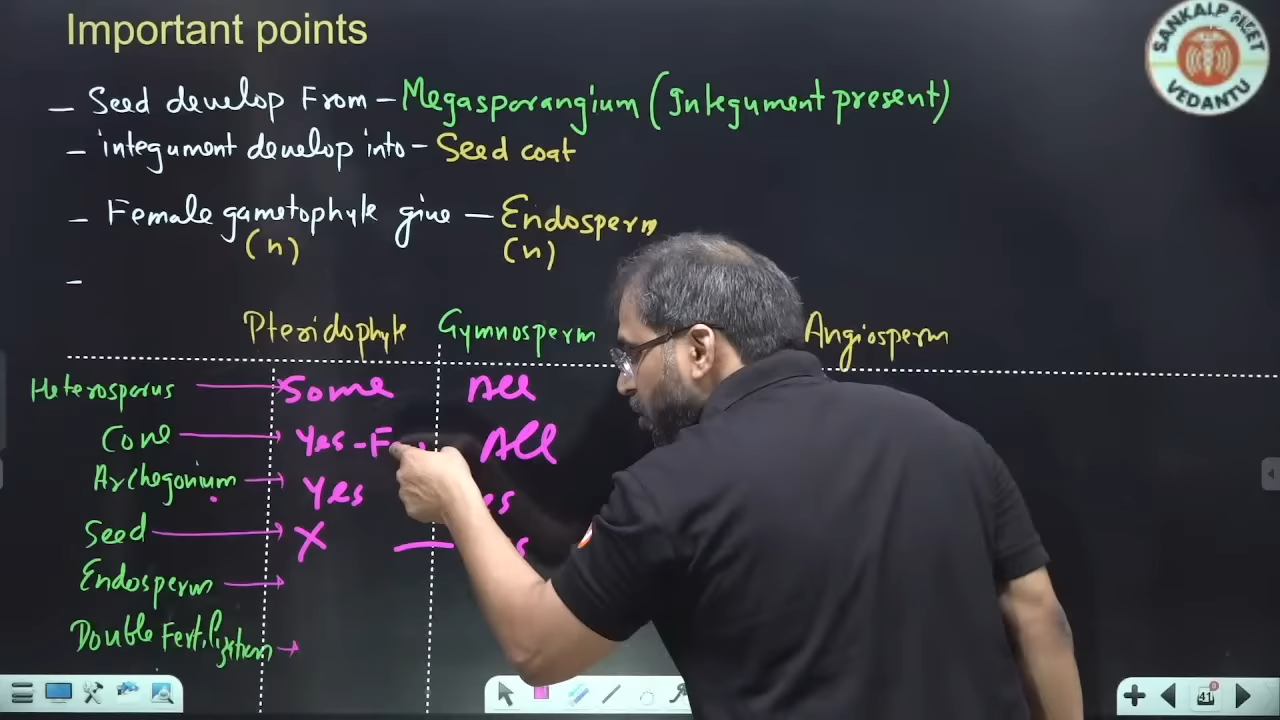 Important points
SANKALP NEET
VEDANTU
- Seed develop From - Megasporangium (Integument present)
- integument develop into - Seed coat
- Female gametophyte give - Endosperm
(n) (n)
-
Pteridophyte Gymnosperm Angiosperm
Heterosporus Some All
Cone Yes - F All
Archegonium Yes
Seed X
Endosperm
Double Fertilization
41